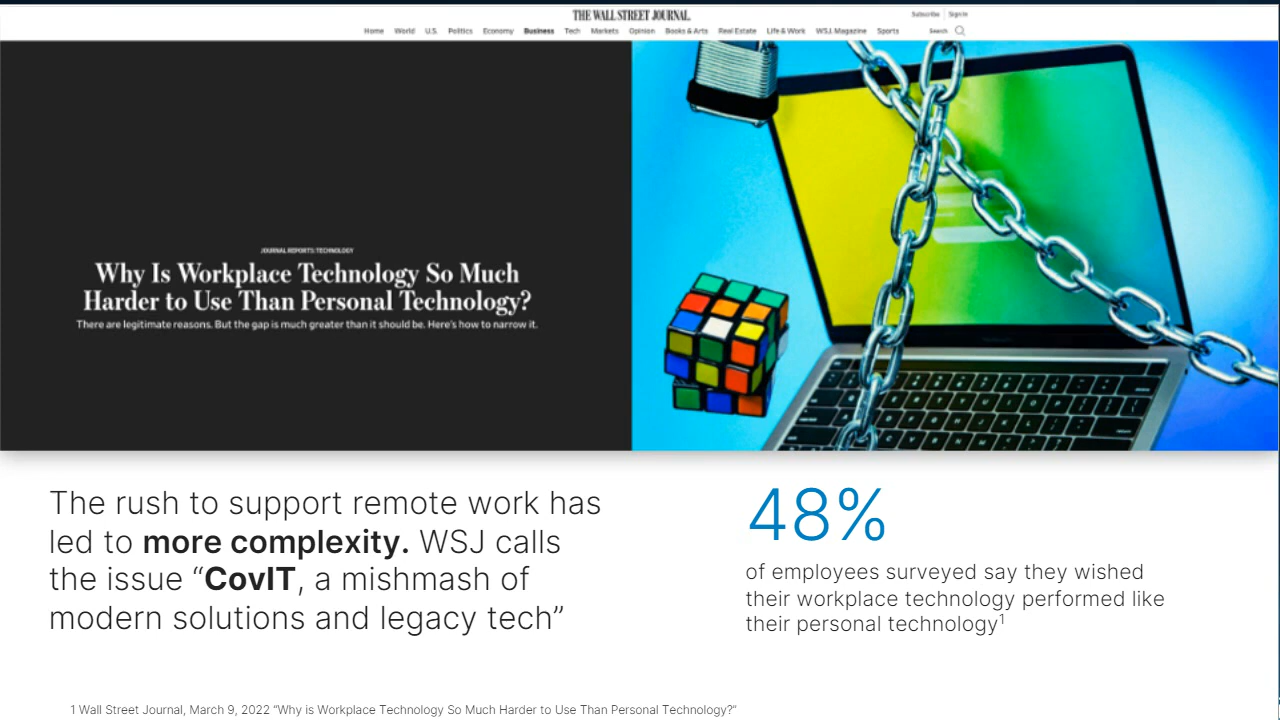 THE WALL STREET JOURNAL.
Subscribe Sign In
Home World U.S. Politics Economy Business Tech Markets Opinion Books & Arts Real Estate Life & Work WSJ. Magazine Sports Search
JOURNAL REPORTS: TECHNOLOGY
Why Is Workplace Technology So Much
Harder to Use Than Personal Technology?
There are legitimate reasons. But the gap is much greater than it should be. Here's how to narrow it.
The rush to support remote work has
led to more complexity. WSJ calls
the issue “CovIT, a mishmash of
modern solutions and legacy tech”
48%
of employees surveyed say they wished
their workplace technology performed like
their personal technology¹
1 Wall Street Journal, March 9, 2022 “Why is Workplace Technology So Much Harder to Use Than Personal Technology?”